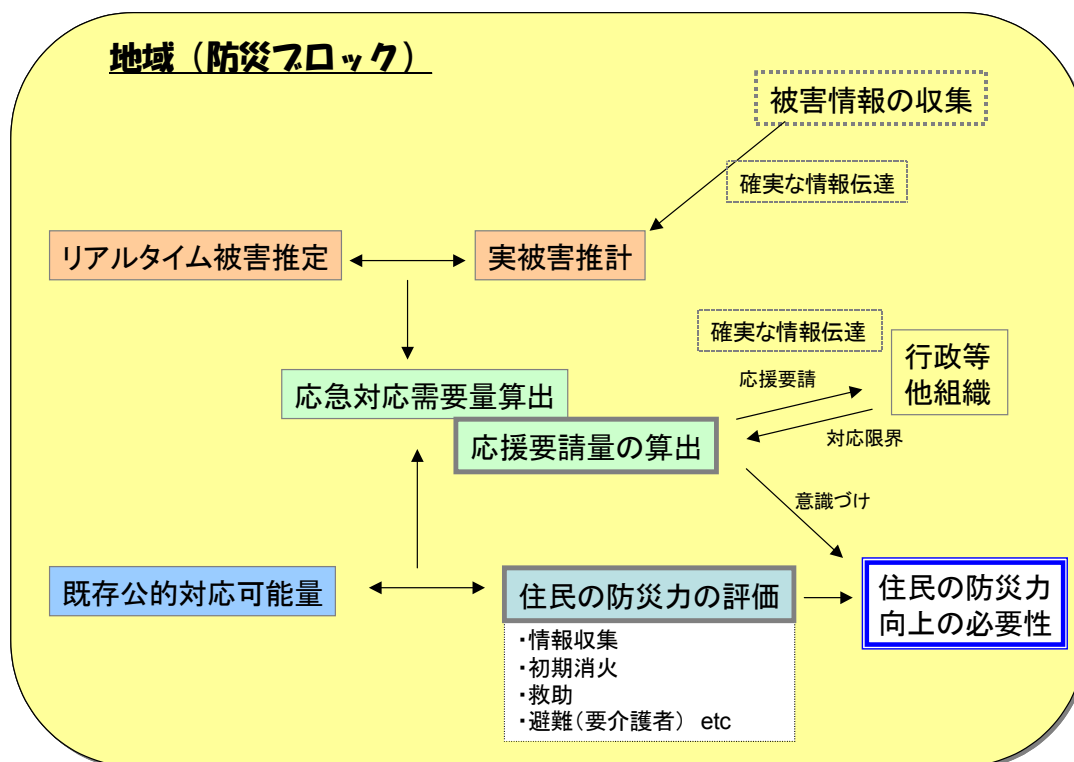 地域（防災ブロック）
被害情報の収集
確実な情報伝達
リアルタイム被害推定
実被害推計
確実な情報伝達
行政等
他組織
応急対応需要量算出
応援要請
応援要請量の算出
対応限界
意識づけ
既存公的対応可能量
住民の防災力の評価
住民の防災力
向上の必要性
・情報収集
・初期消火
・救助
・避難（要介護者） etc